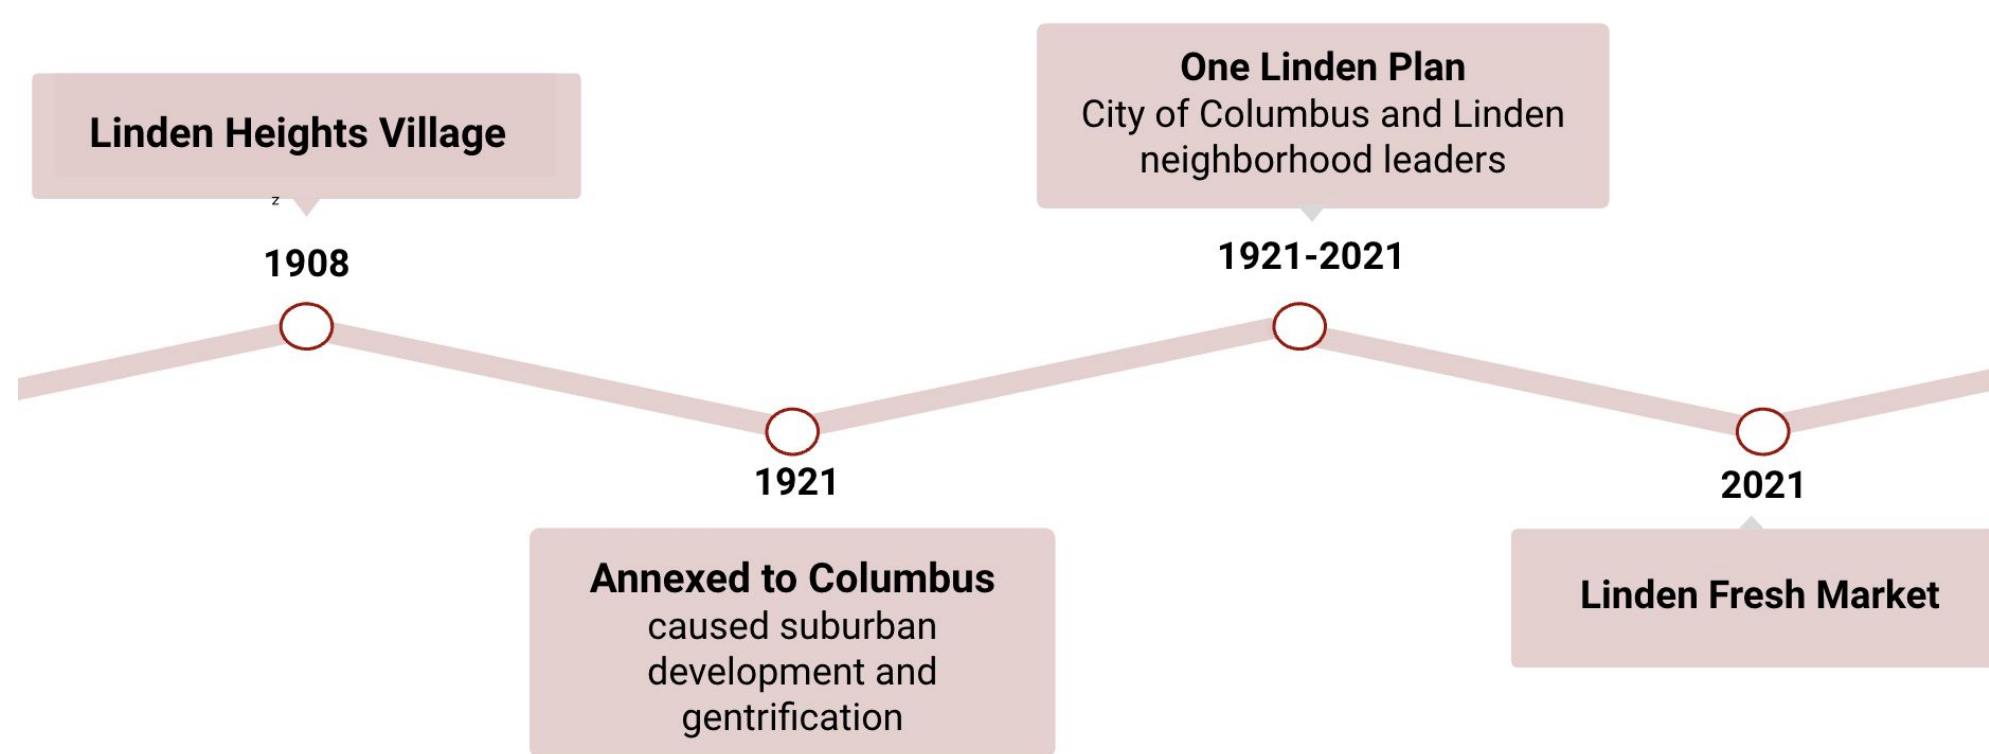 Linden Heights Village
z
1908
1921
Annexed to Columbus
caused suburban
development and
gentrification
One Linden Plan
City of Columbus and Linden
neighborhood leaders
1921-2021
2021
Linden Fresh Market